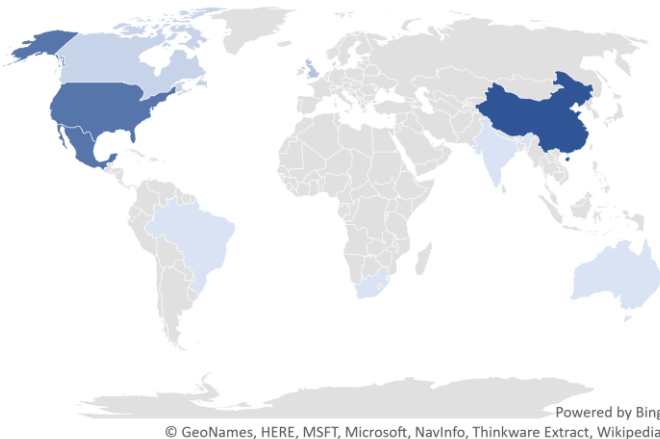 Powered by Bing
© GeoNames, HERE, MSFT, Microsoft, NavInfo, Thinkware Extract, Wikipedia